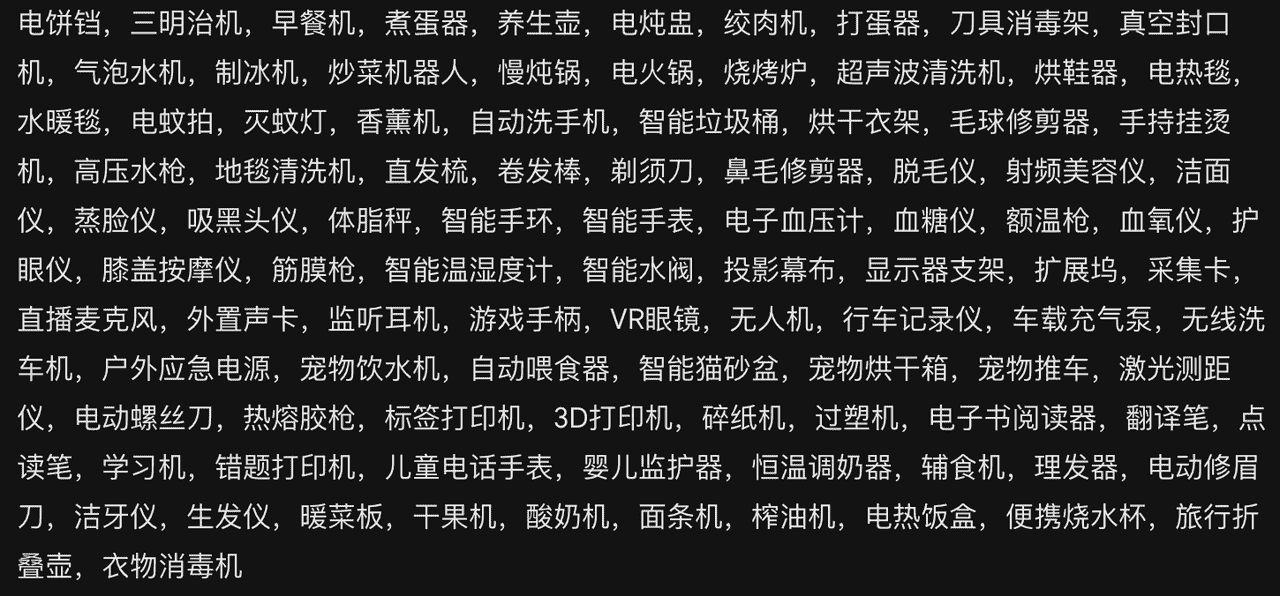 电饼铛，三明治机，早餐机，煮蛋器，养生壶，电炖盅，绞肉机，打蛋器，刀具消毒架，真空封口
机，气泡水机，制冰机，炒菜机器人，慢炖锅，电火锅，烧烤炉，超声波清洗机，烘鞋器，电热毯，
水暖毯，电蚊拍，灭蚊灯，香薰机，自动洗手机，智能垃圾桶，烘干衣架，毛球修剪器，手持挂烫
机，高压水枪，地毯清洗机，直发梳，卷发棒，剃须刀，鼻毛修剪器，脱毛仪，射频美容仪，洁面
仪，蒸脸仪，吸黑头仪，体脂秤，智能手环，智能手表，电子血压计，血糖仪，额温枪，血氧仪，护
眼仪，膝盖按摩仪，筋膜枪，智能温湿度计，智能水阀，投影幕布，显示器支架，扩展坞，采集卡，
直播麦克风，外置声卡，监听耳机，游戏手柄，VR眼镜，无人机，行车记录仪，车载充气泵，无线洗
车机，户外应急电源，宠物饮水机，自动喂食器，智能猫砂盆，宠物烘干箱，宠物推车，激光测距
仪，电动螺丝刀，热熔胶枪，标签打印机，3D打印机，碎纸机，过塑机，电子书阅读器，翻译笔，点
读笔，学习机，错题打印机，儿童电话手表，婴儿监护器，恒温调奶器，辅食机，理发器，电动修眉
刀，洁牙仪，生发仪，暖菜板，干果机，酸奶机，面条机，榨油机，电热饭盒，便携烧水杯，旅行折
叠壶，衣物消毒机